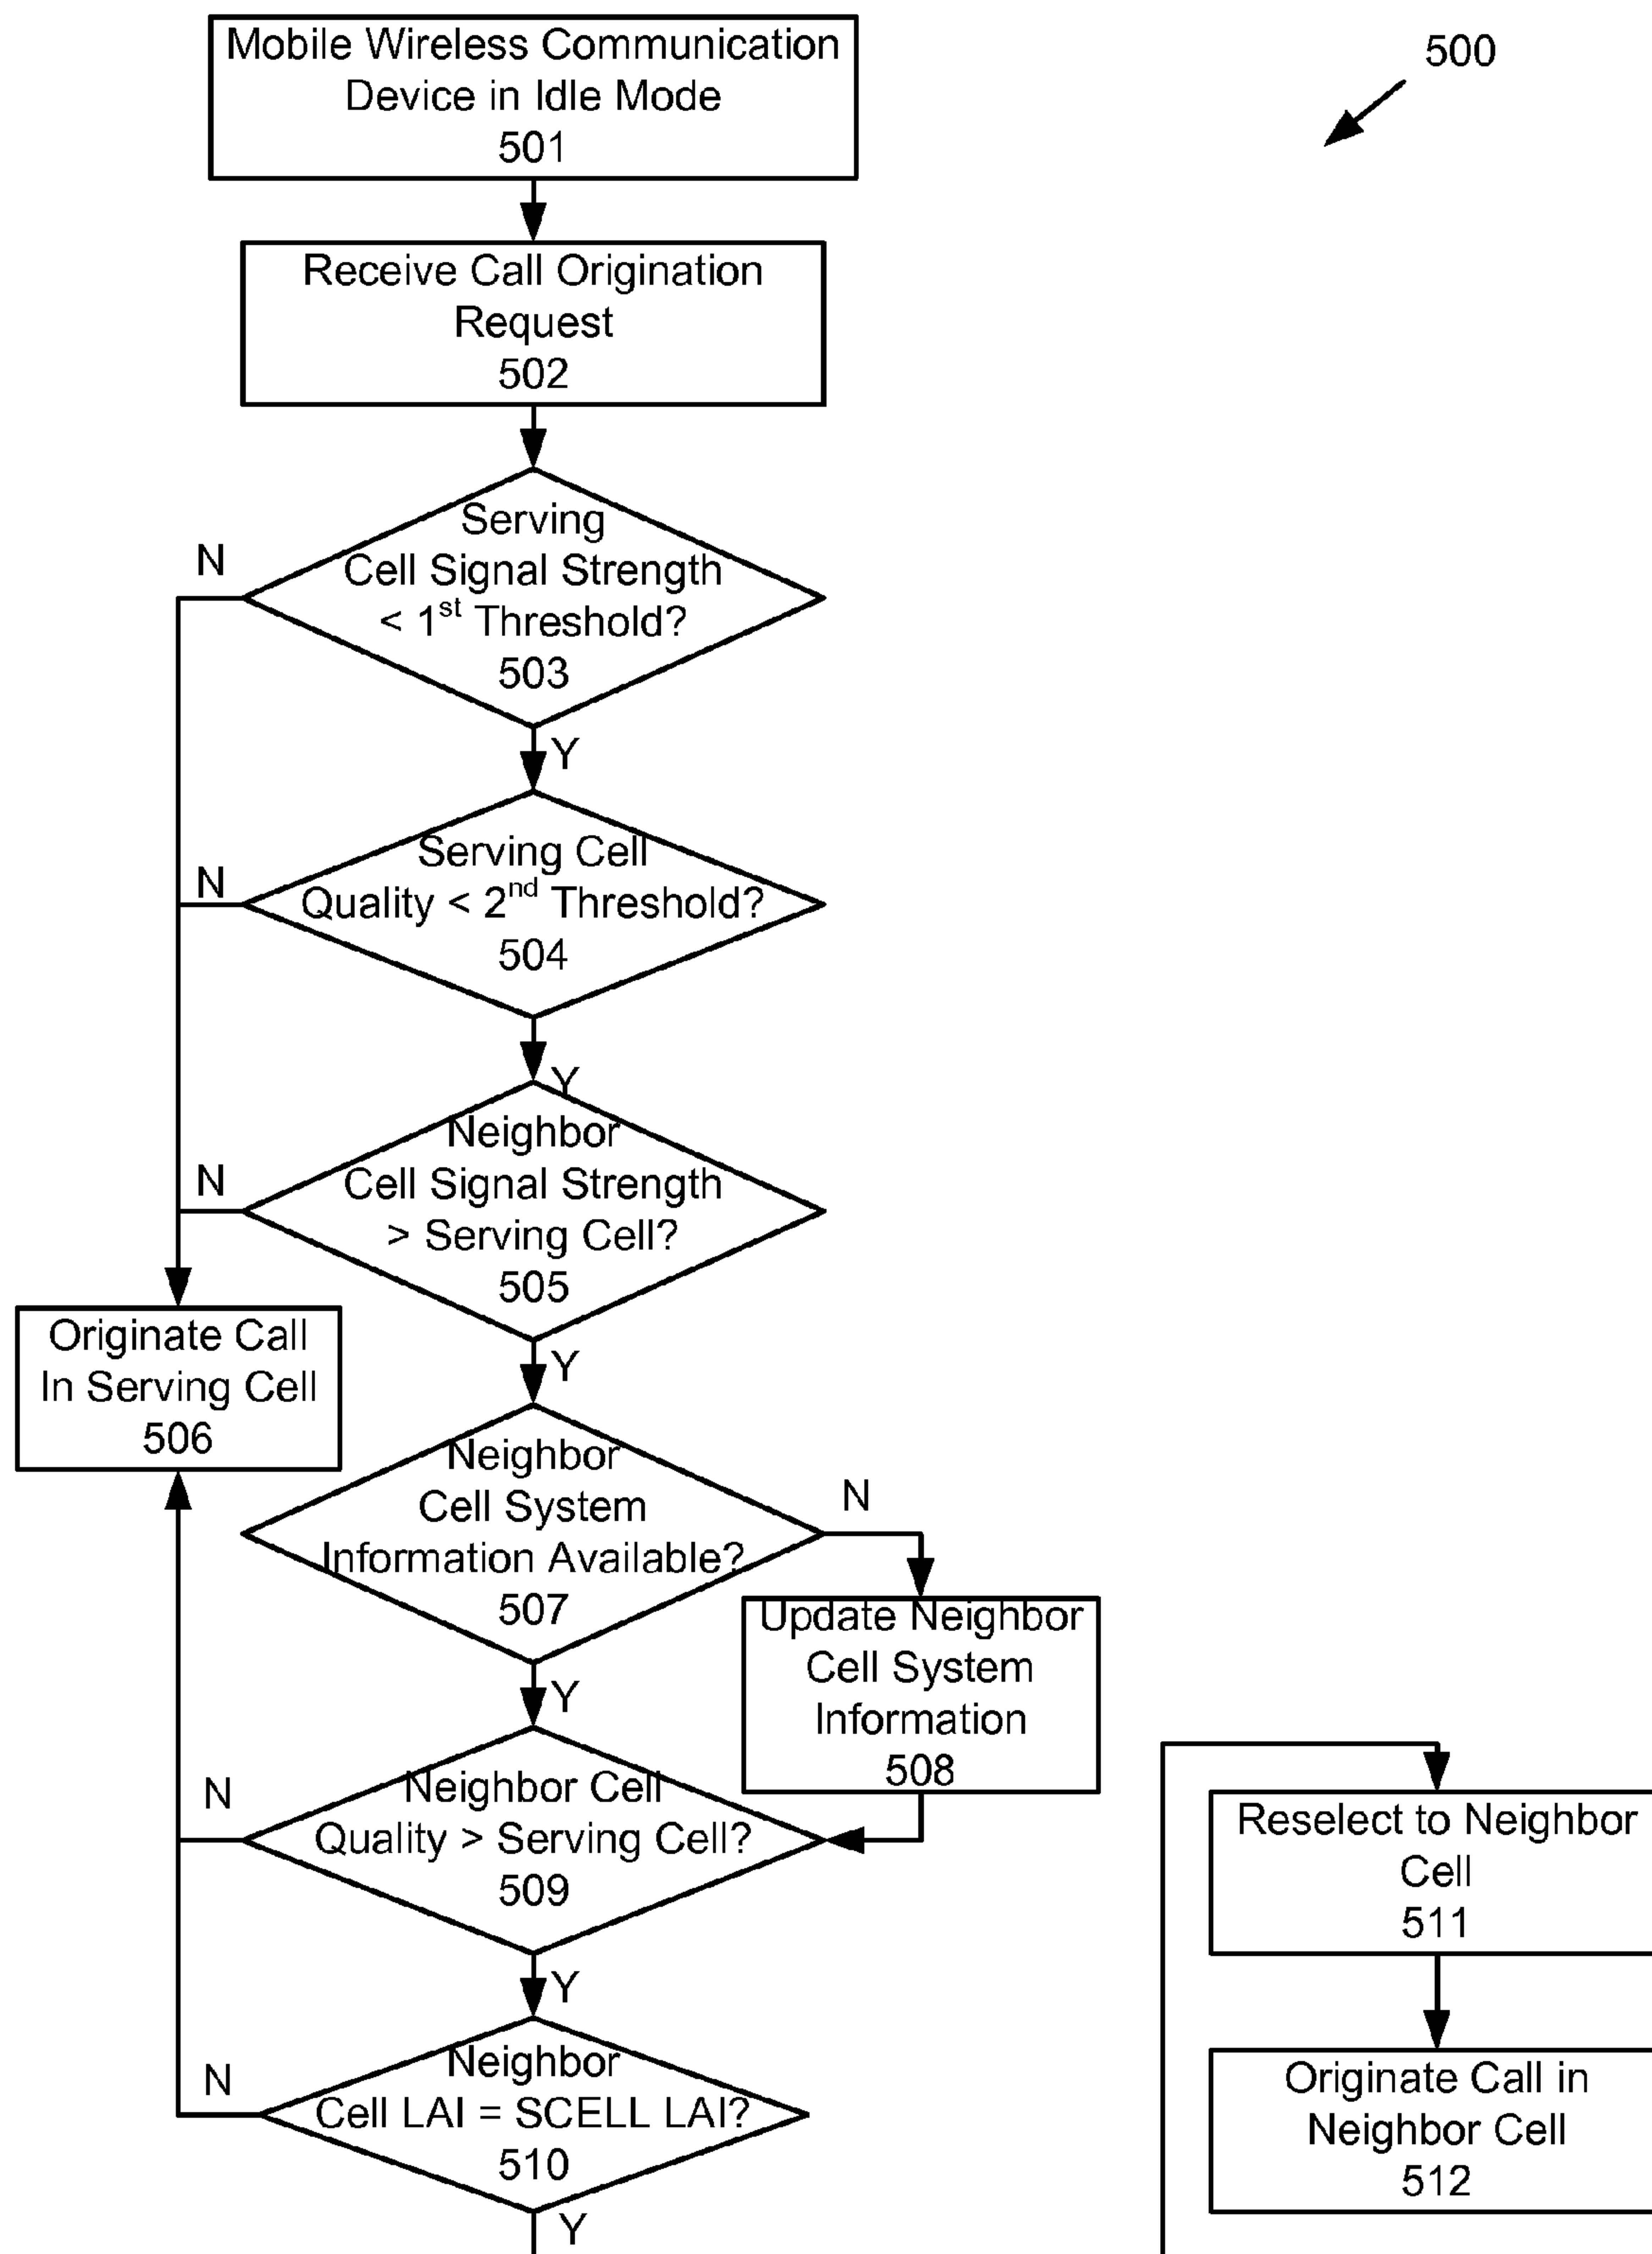 Mobile Wireless Communication
Device in Idle Mode
501
500
Receive Call Origination
Request
502
Serving
Cell Signal Strength
< 1st Threshold?
503
N
Y
Serving Cell
Quality < 2nd Threshold?
504
N
Y
Neighbor
Cell Signal Strength
> Serving Cell?
505
N
Y
Originate Call
In Serving Cell
506
Neighbor
Cell System
Information Available?
507
N
Y
Update Neighbor
Cell System
Information
508
Neighbor Cell
Quality > Serving Cell?
509
N
Y
Neighbor
Cell LAI = SCELL LAI?
510
N
Y
Reselect to Neighbor
Cell
511
Originate Call in
Neighbor Cell
512